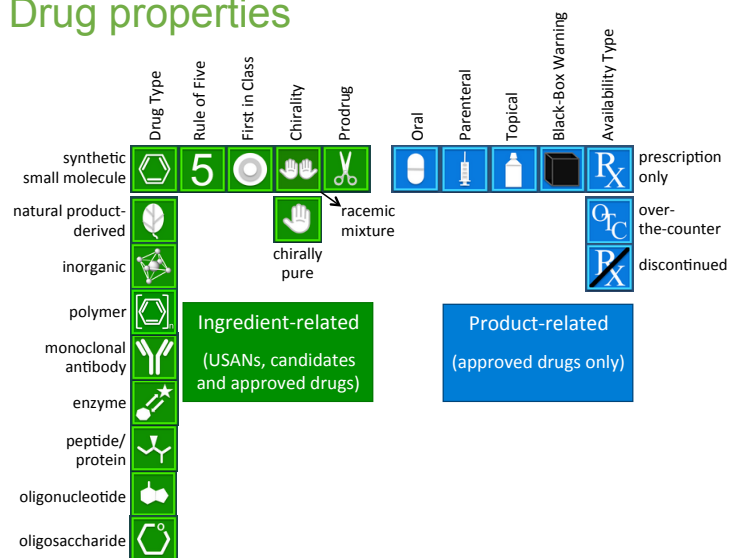 Drug properties
Drug Type
Rule of Five
First in Class
Chirality
Prodrug
Oral
Parenteral
Topical
Black-Box Warning
Availability Type
synthetic
small molecule
5
Rx
prescription
only
natural product-
derived
racemic
mixture
OTC
over-
the-counter
chirally
pure
inorganic
Rx
discontinued
polymer
n
Ingredient-related
(USANs, candidates
and approved drugs)
Product-related
(approved drugs only)
monoclonal
antibody
enzyme
peptide/
protein
oligonucleotide
oligosaccharide
O